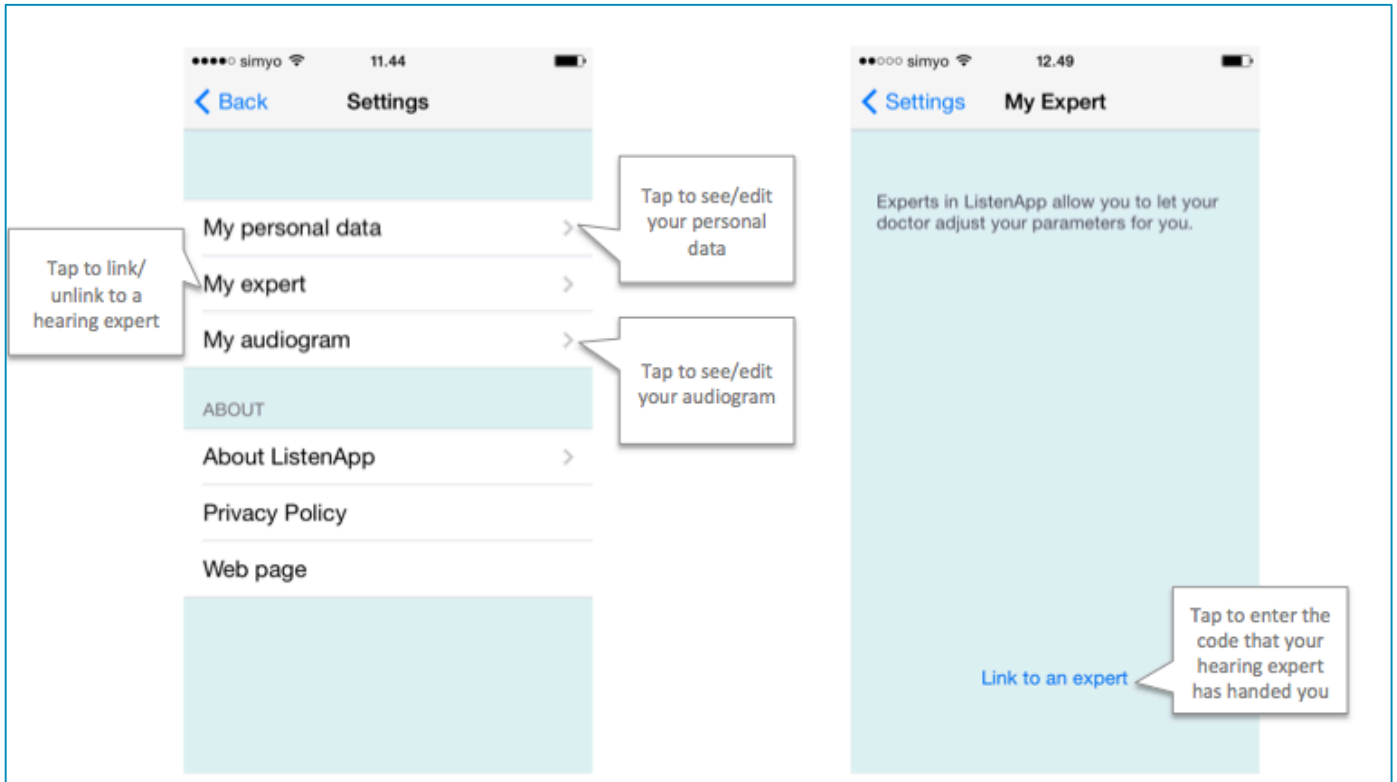 simyo 11.44
Back Settings
My personal data
My expert
My audiogram
ABOUT
About ListenApp
Privacy Policy
Web page
Tap to link/
unlink to a
hearing expert
Tap to see/edit
your personal
data
Tap to see/edit
your audiogram
simyo 12.49
Settings My Expert
Experts in ListenApp allow you to let your
doctor adjust your parameters for you.
Link to an expert
Tap to enter the
code that your
hearing expert
has handed you